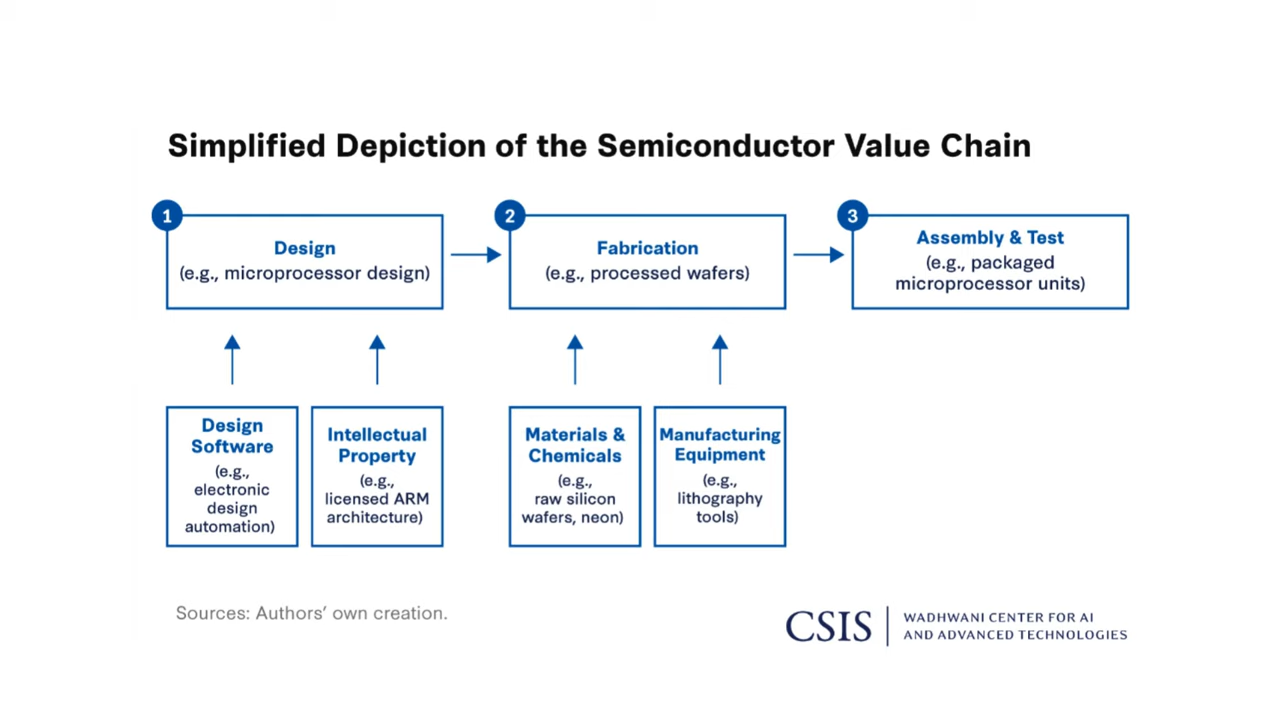 Simplified Depiction of the Semiconductor Value Chain
1
Design
(e.g., microprocessor design)
2
Fabrication
(e.g., processed wafers)
3
Assembly & Test
(e.g., packaged
microprocessor units)
Design
Software
(e.g.,
electronic
design
automation)
Intellectual
Property
(e.g.,
licensed ARM
architecture)
Materials &
Chemicals
(e.g.,
raw silicon
wafers, neon)
Manufacturing
Equipment
(e.g.,
lithography
tools)
Sources: Authors’ own creation.
CSIS
WADHWANI CENTER FOR AI
AND ADVANCED TECHNOLOGIES